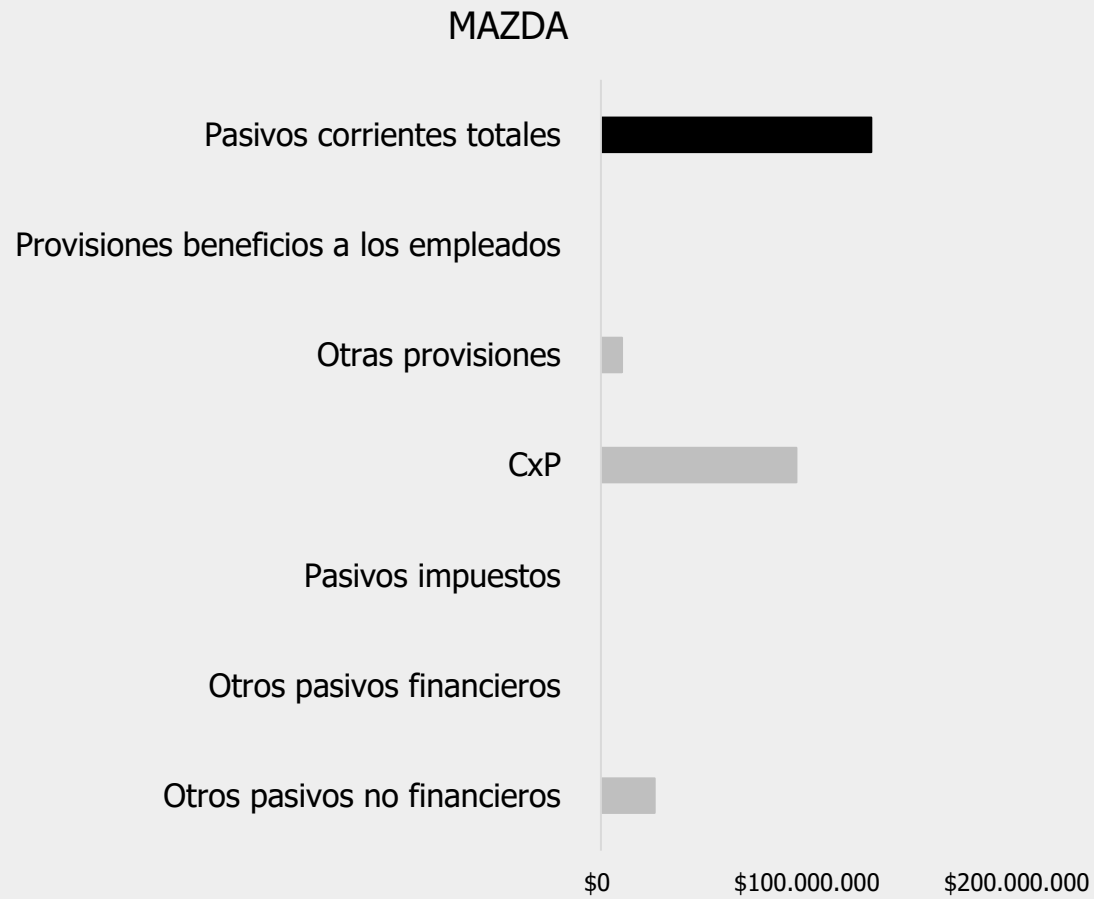 MAZDA
Pasivos corrientes totales
Provisiones beneficios a los empleados
Otras provisiones
CxP
Pasivos impuestos
Otros pasivos financieros
Otros pasivos no financieros
$0 $100.000.000 $200.000.000